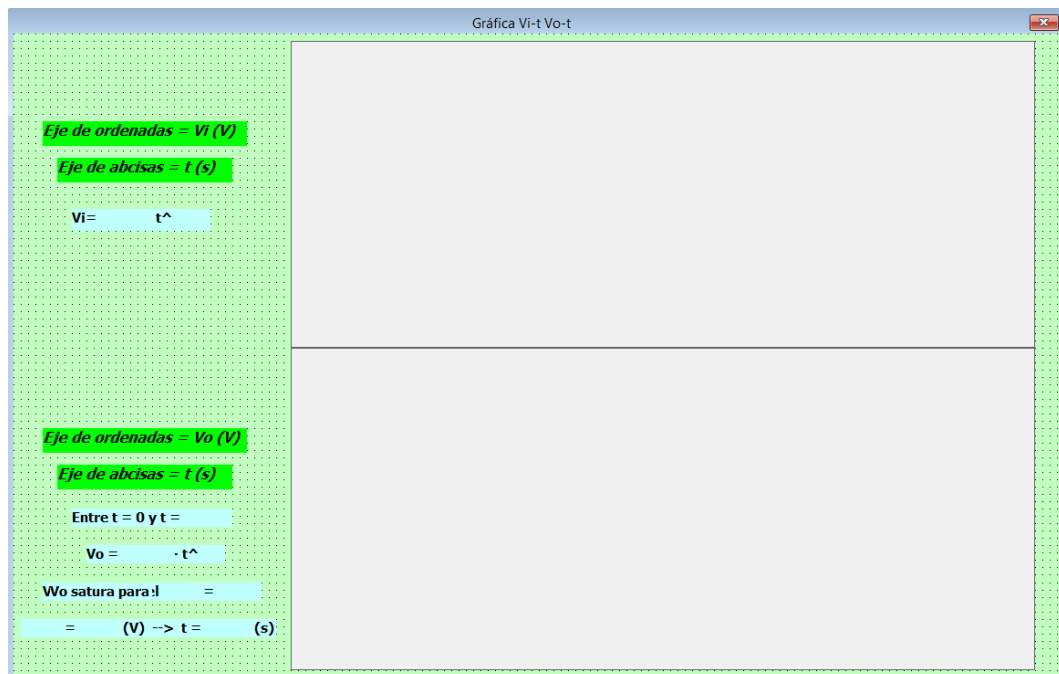 Gráfica Vi-t Vo-t
Eje de ordenadas = Vi (V)
Eje de abcisas = t (s)
Vi= t^
Eje de ordenadas = Vo (V)
Eje de abcisas = t (s)
Entre t = 0 y t =
Vo = · t^
satura para =
= (V) --> t = (s)